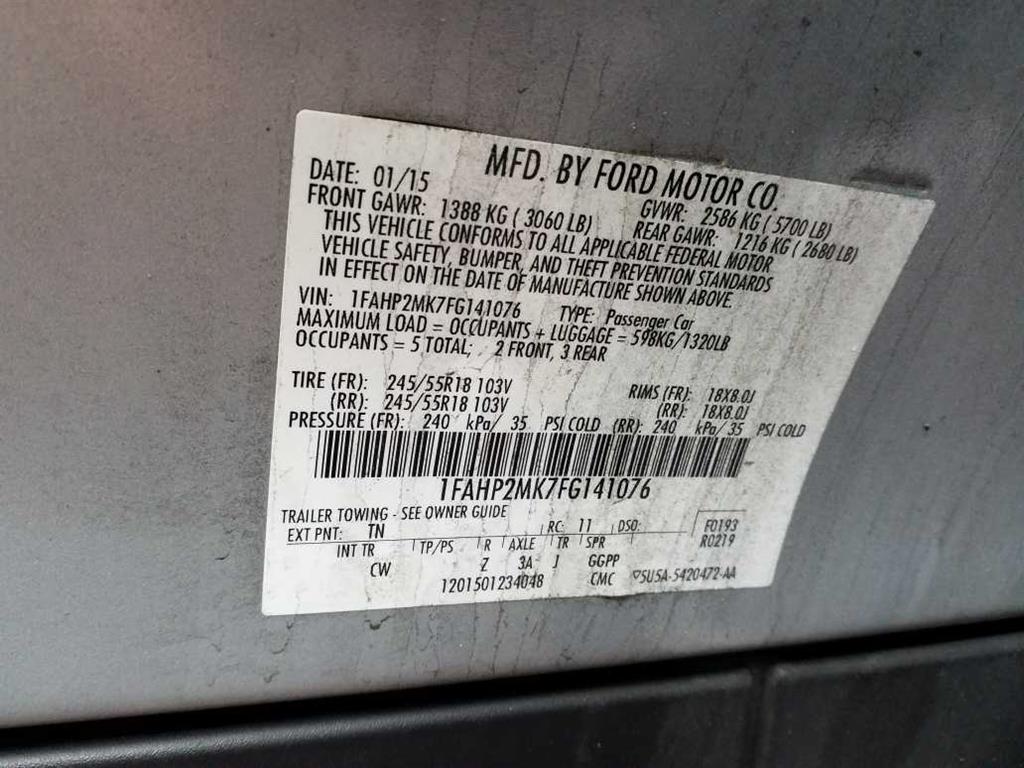 MFD. BY FORD MOTOR CO.
DATE: 01/15 GVWR: 2586 KG ( 5700 LB)
FRONT GAWR: 1388 KG ( 3060 LB) REAR GAWR: 1216 KG ( 2680 LB)
THIS VEHICLE CONFORMS TO ALL APPLICABLE FEDERAL MOTOR
VEHICLE SAFETY, BUMPER, AND THEFT PREVENTION STANDARDS
IN EFFECT ON THE DATE OF MANUFACTURE SHOWN ABOVE.
VIN: 1FAHP2MK7FG141076 TYPE: Passenger Car
MAXIMUM LOAD = OCCUPANTS + LUGGAGE = 598KG/1320LB
OCCUPANTS = 5 TOTAL; 2 FRONT, 3 REAR
TIRE (FR): 245/55R18 103V RIMS (FR): 18X8.0J
(RR): 245/55R18 103V (RR): 18X8.0J
PRESSURE (FR): 240 kPa/ 35 PSI COLD (RR): 240 kPa/ 35 PSI COLD
1FAHP2MK7FG141076
TRAILER TOWING - SEE OWNER GUIDE
EXT PNT: TN RC: 11 DSO: F0193
R0219
INT TR TP/PS R AXLE TR SPR
CW Z 3A J GGPP
1201501234048 CMC ▽5U5A-5420472-AA